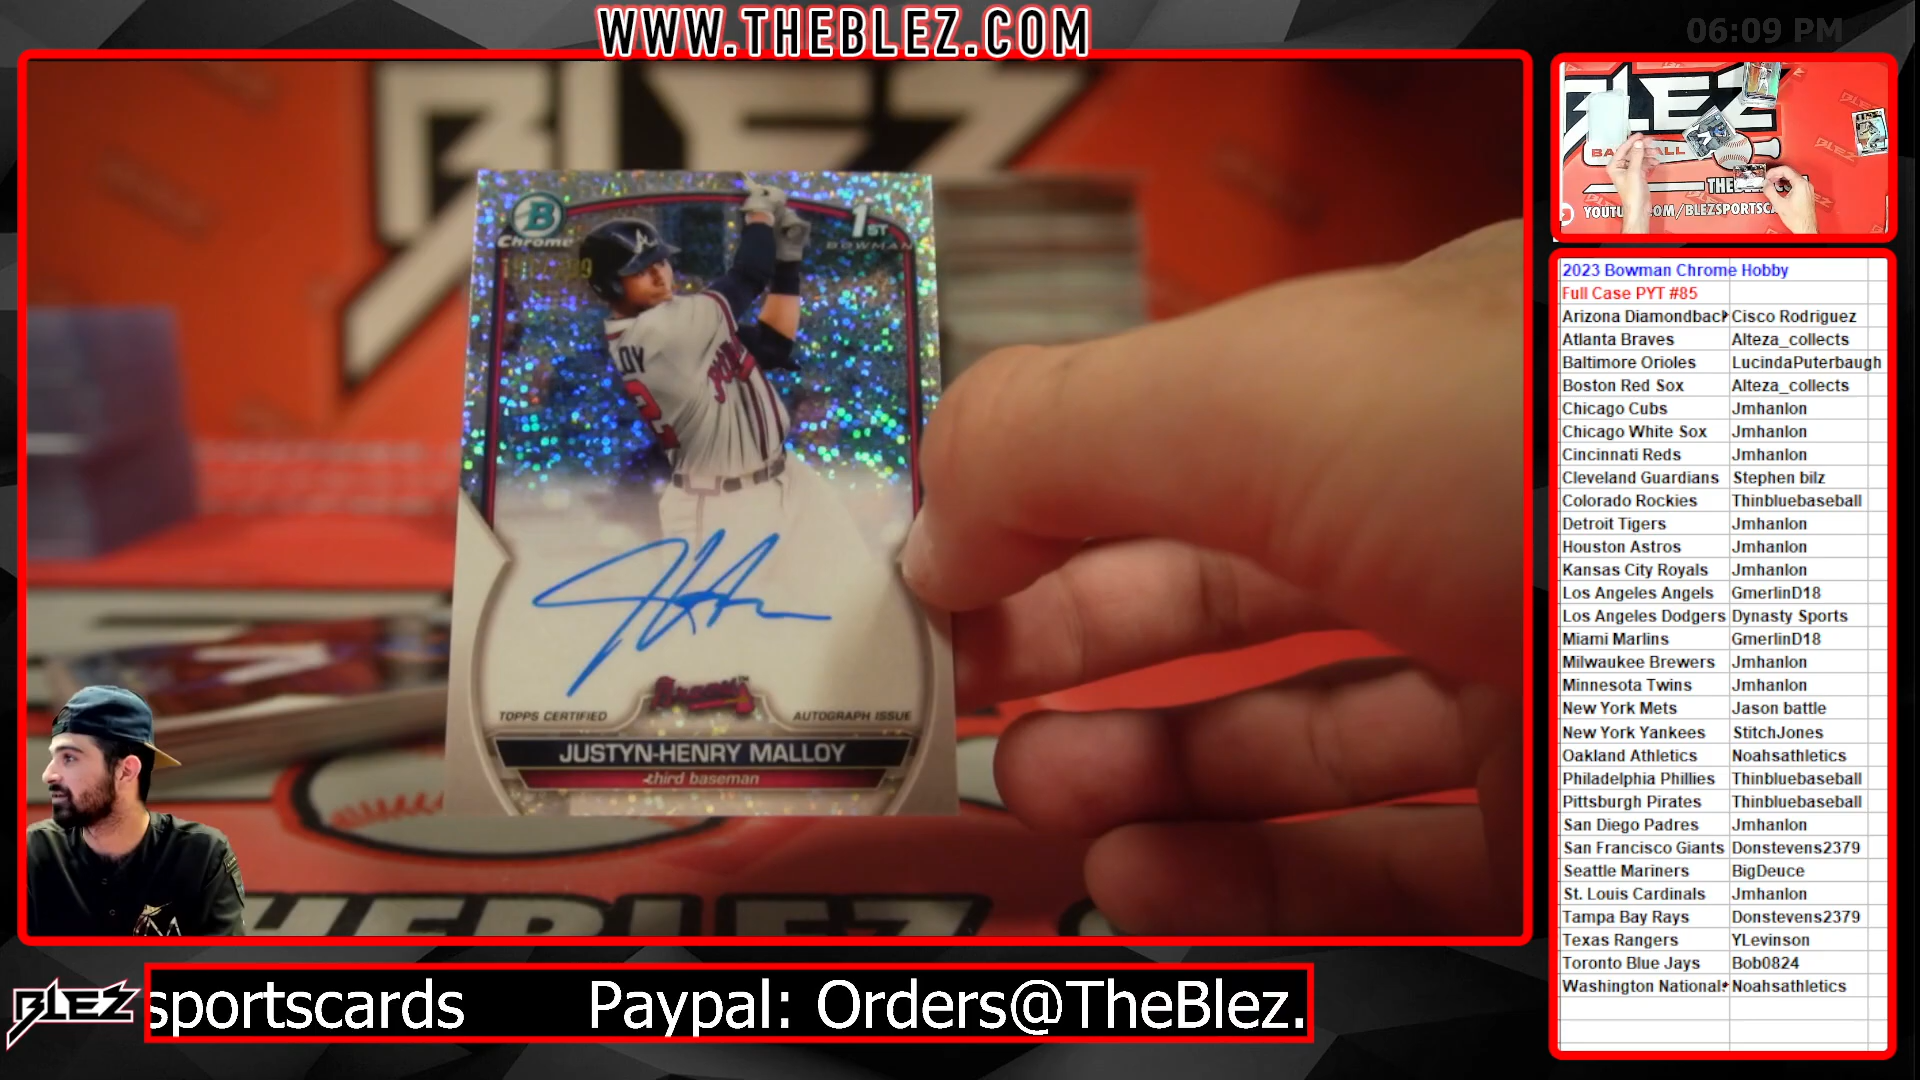 WWW.THEBLEZ.COM
06:09 PM
BLEZ
B
Chrome
1ST
BOWMAN
OY
2
TOPPS CERTIFIED
AUTOGRAPH ISSUE
JUSTYN-HENRY MALLOY
third baseman
BLEZ
BLEZ
2023 Bowman Chrome Hobby
Full Case PYT #85
Arizona Diamondback Cisco Rodriguez
Atlanta Braves Alteza_collects
Baltimore Orioles LucindaPuterbaugh
Boston Red Sox Alteza_collects
Chicago Cubs Jmhanlon
Chicago White Sox Jmhanlon
Cincinnati Reds Jmhanlon
Cleveland Guardians Stephen bilz
Colorado Rockies Thinbluebaseball
Detroit Tigers Jmhanlon
Houston Astros Jmhanlon
Kansas City Royals Jmhanlon
Los Angeles Angels GmerlinD18
Los Angeles Dodgers Dynasty Sports
Miami Marlins GmerlinD18
Milwaukee Brewers Jmhanlon
Minnesota Twins Jmhanlon
New York Mets Jason battle
New York Yankees StitchJones
Oakland Athletics Noahsathletics
Philadelphia Phillies Thinbluebaseball
Pittsburgh Pirates Thinbluebaseball
San Diego Padres Jmhanlon
San Francisco Giants Donstevens2379
Seattle Mariners BigDeuce
St. Louis Cardinals Jmhanlon
Tampa Bay Rays Donstevens2379
Texas Rangers YLevinson
Toronto Blue Jays Bob0824
Washington Nationals Noahsathletics
BLEZ
sportscards Paypal: Orders@TheBlez.